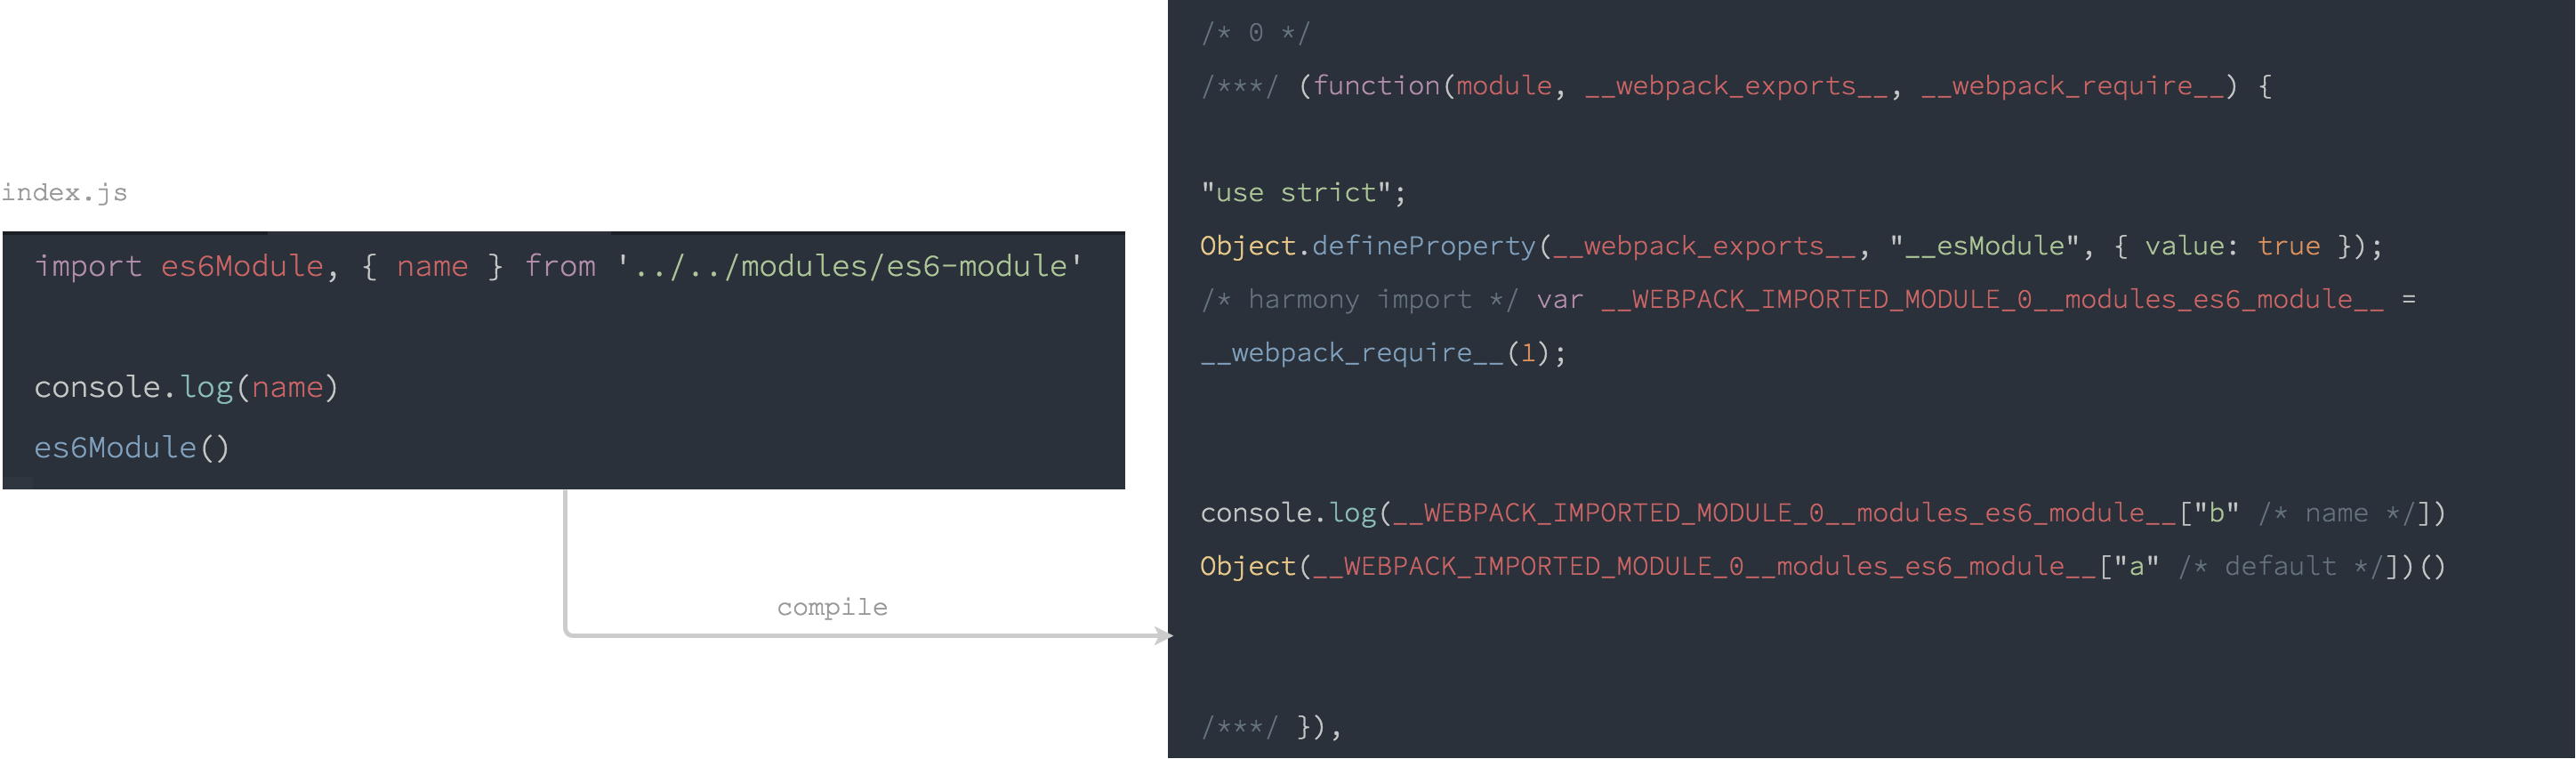 index.js
import es6Module, { name } from '../../modules/es6-module'
console.log(name)
es6Module()
compile
/* 0 */
/***/ (function(module, __webpack_exports__, __webpack_require__) {
"use strict";
Object.defineProperty(__webpack_exports__, "__esModule", { value: true });
/* harmony import */ var __WEBPACK_IMPORTED_MODULE_0__modules_es6_module__ =
__webpack_require__(1);
console.log(__WEBPACK_IMPORTED_MODULE_0__modules_es6_module__["b" /* name */])
Object(__WEBPACK_IMPORTED_MODULE_0__modules_es6_module__["a" /* default */])()
/***/ }),